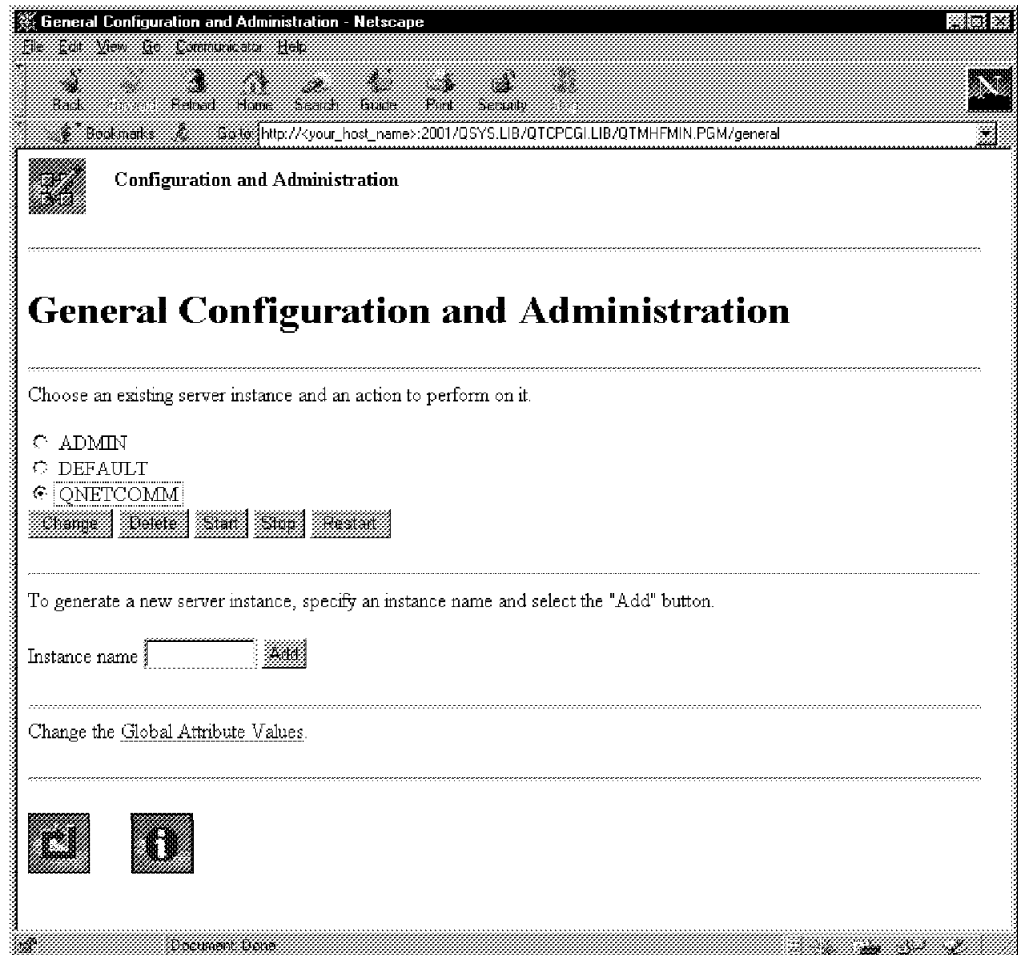 General Configuration and Administration - Netscape
File Edit View Go Communicator Help
Back Forward Reload Home Search Guide Print Security
Bookmarks Go to: http://<your_host_name>:2001/QSYS.LIB/QTCPCGI.LIB/QTMHFMIN.PGM/general
Configuration and Administration
General Configuration and Administration
Choose an existing server instance and an action to perform on it.
ADMIN
DEFAULT
QNETCOMM
Change Delete Start Stop Restart
To generate a new server instance, specify an instance name and select the "Add" button.
Instance name Add
Change the Global Attribute Values.
Document: Done